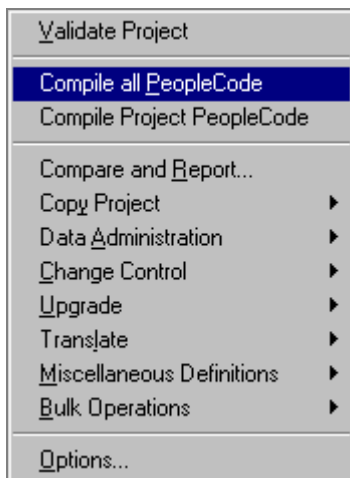 Validate Project
Compile all PeopleCode
Compile Project PeopleCode
Compare and Report...
Copy Project
Data Administration
Change Control
Upgrade
Translate
Miscellaneous Definitions
Bulk Operations
Options...